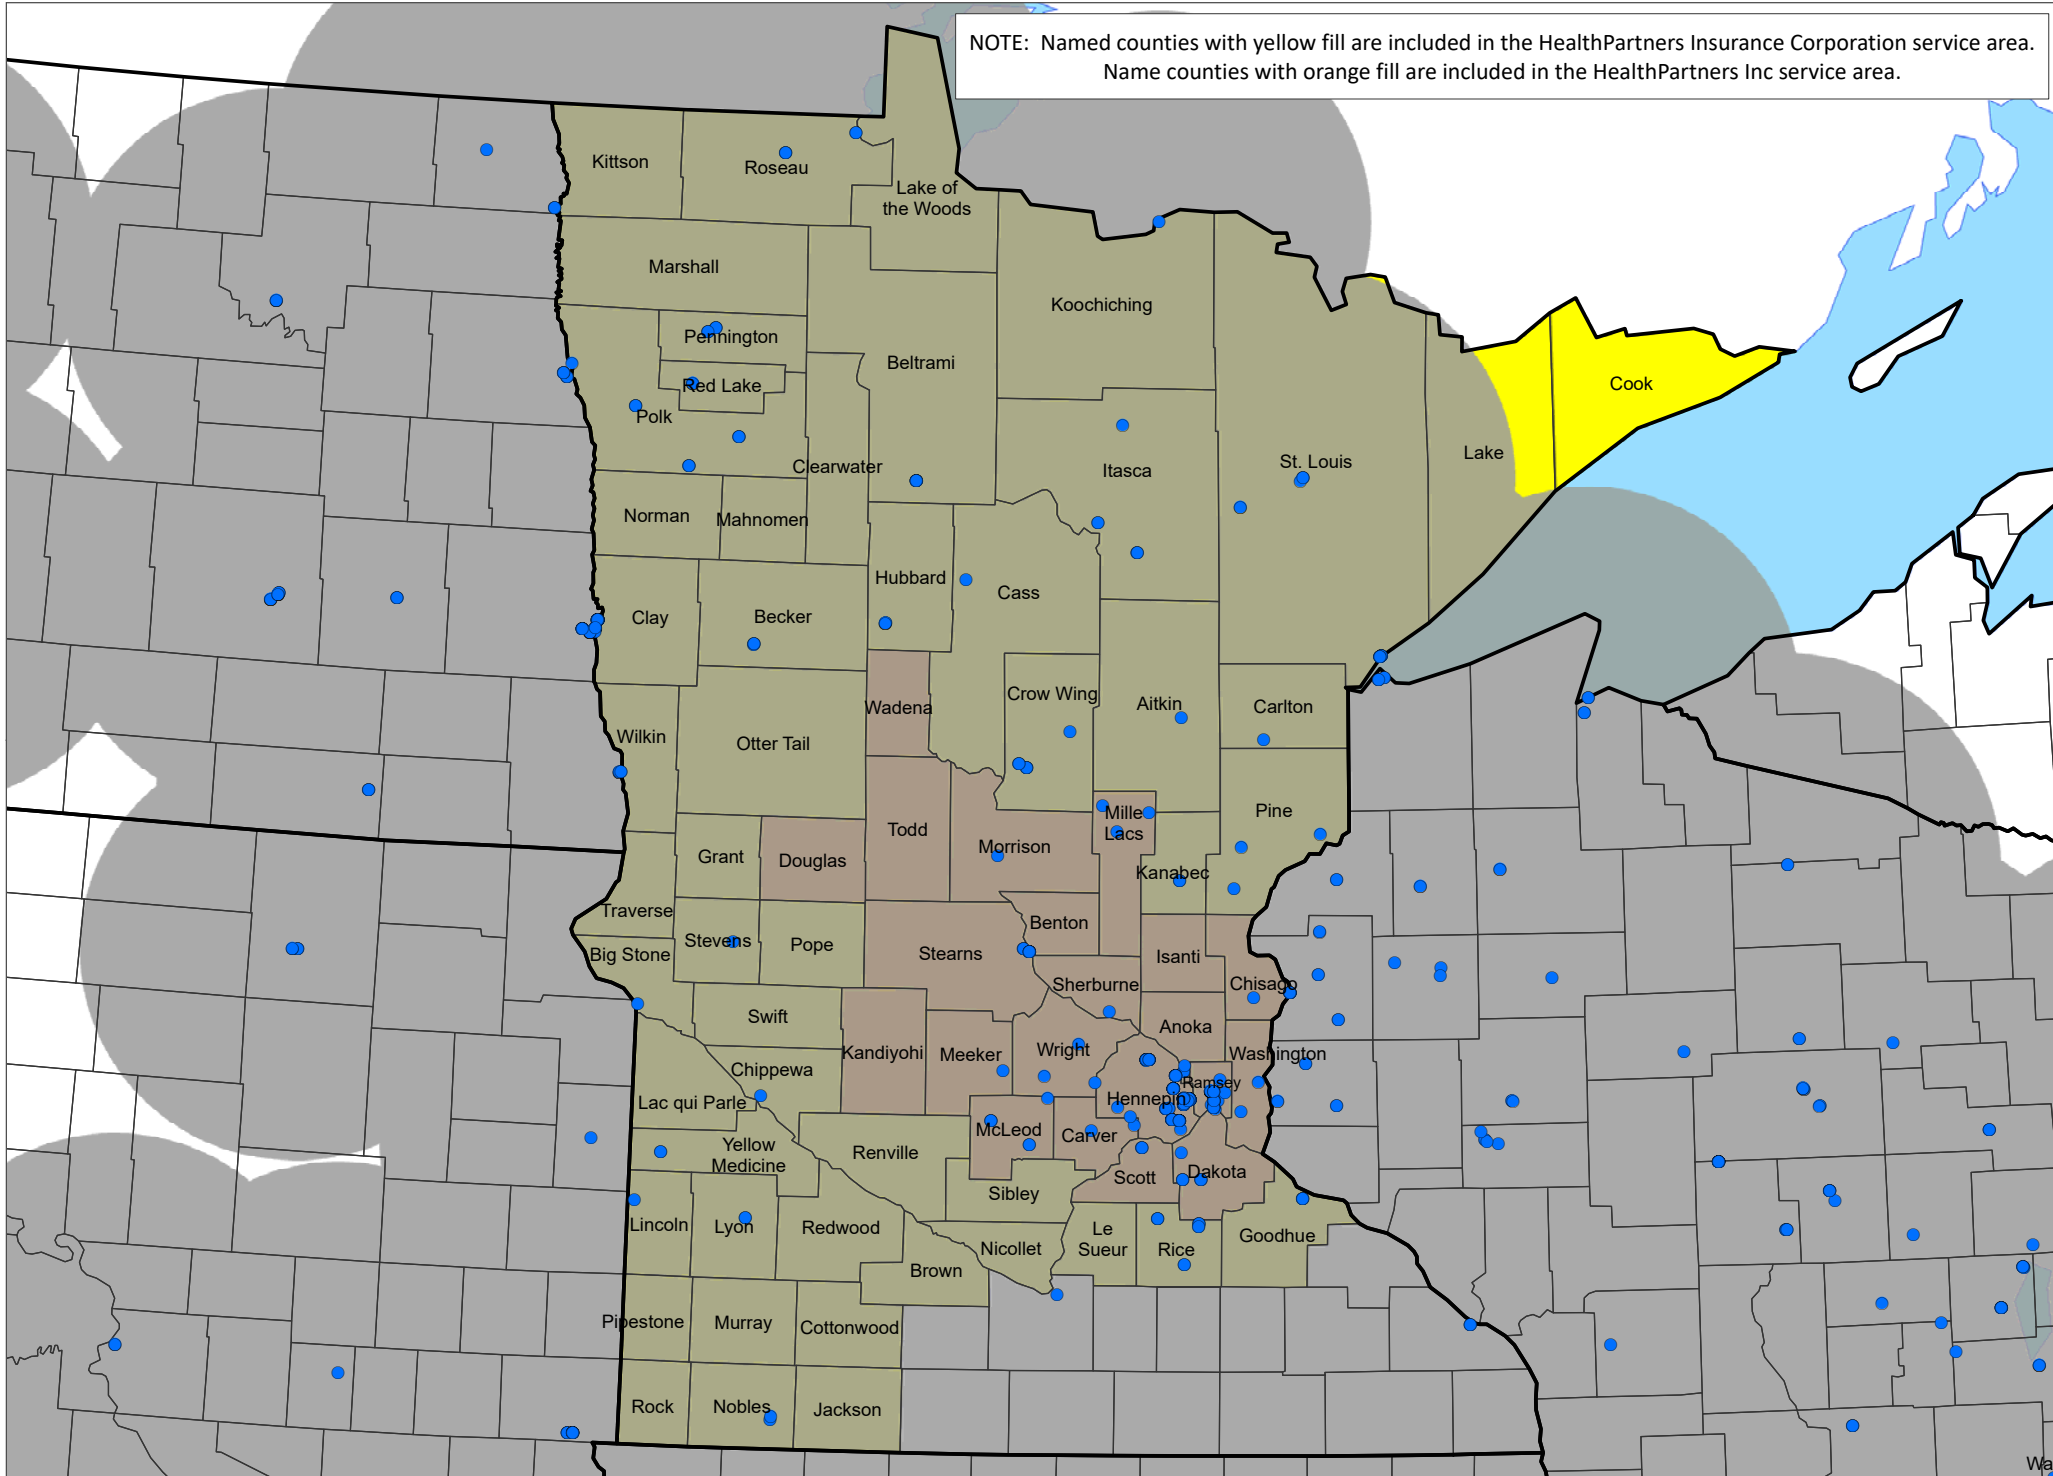 NOTE:  Named counties with yellow fill are included in the HealthPartners Insurance Corporation service area.
Name counties with orange fill are included in the HealthPartners Inc service area.
Kittson
Roseau
Lake of
the Woods
Marshall
Koochiching
Pennington
Beltrami
Red Lake
Cook
Polk
Lake
Clearwater
Itasca
St. Louis
Norman
Mahnomen
Hubbard
Cass
Clay
Becker
Crow Wing
Aitkin
Carlton
Wadena
Wilkin
Otter Tail
Mille
Lacs
Pine
Todd
Morrison
Grant
Douglas
Kanabec
Traverse
Benton
Stevens
Pope
Big Stone
Stearns
Isanti
Sherburne
Chisago
Swift
Anoka
Kandiyohi
Meeker
Wright
Washington
Chippewa
Ramsey
Lac qui Parle
Hennepin
McLeod
Carver
Yellow
Medicine
Renville
Scott
Dakota
Sibley
Lincoln
Lyon
Redwood
Le
Sueur
Rice
Goodhue
Nicollet
Brown
Pipestone
Murray
Cottonwood
Rock
Nobles
Jackson
Wa